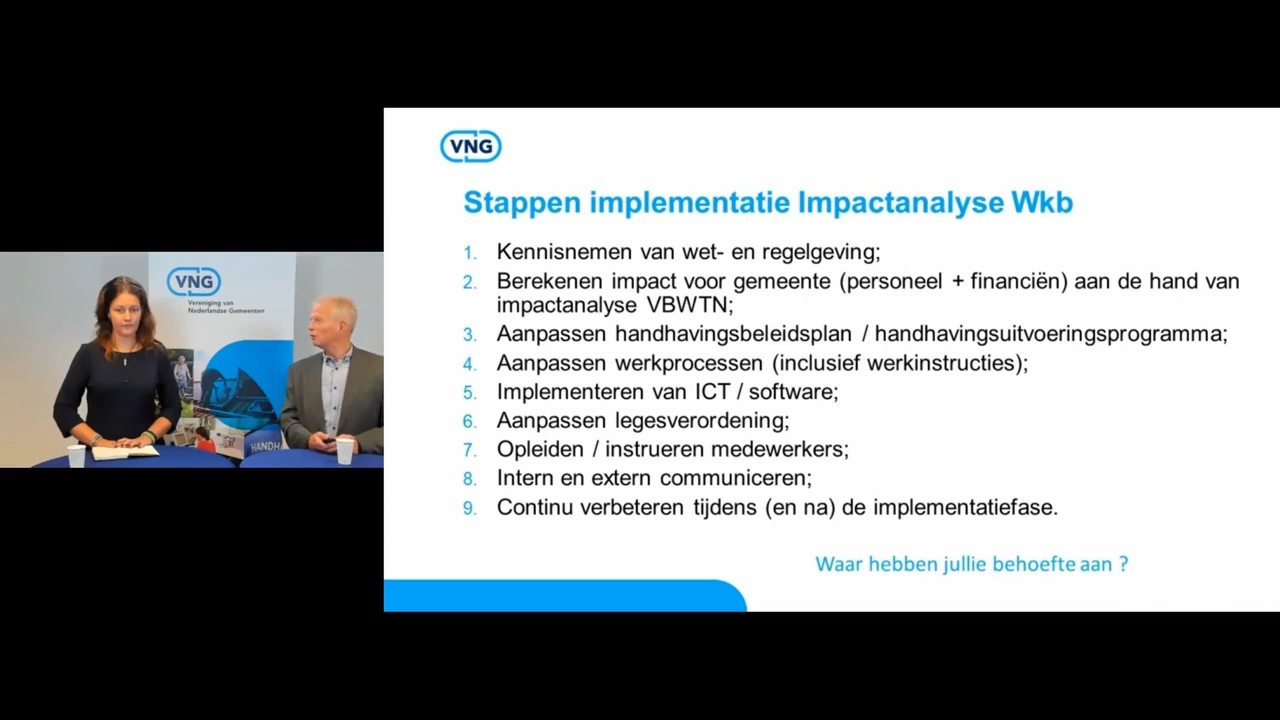 VNG
Vereniging van
Nederlandse Gemeenten
HANDH
VNG
Stappen implementatie Impactanalyse Wkb
1. Kennisnemen van wet- en regelgeving;
2. Berekenen impact voor gemeente (personeel + financiën) aan de hand van
impactanalyse VBWTN;
3. Aanpassen handhavingsbeleidsplan / handhavingsuitvoeringsprogramma;
4. Aanpassen werkprocessen (inclusief werkinstructies);
5. Implementeren van ICT / software;
6. Aanpassen legesverordening;
7. Opleiden / instrueren medewerkers;
8. Intern en extern communiceren;
9. Continu verbeteren tijdens (en na) de implementatiefase.
Waar hebben jullie behoefte aan ?